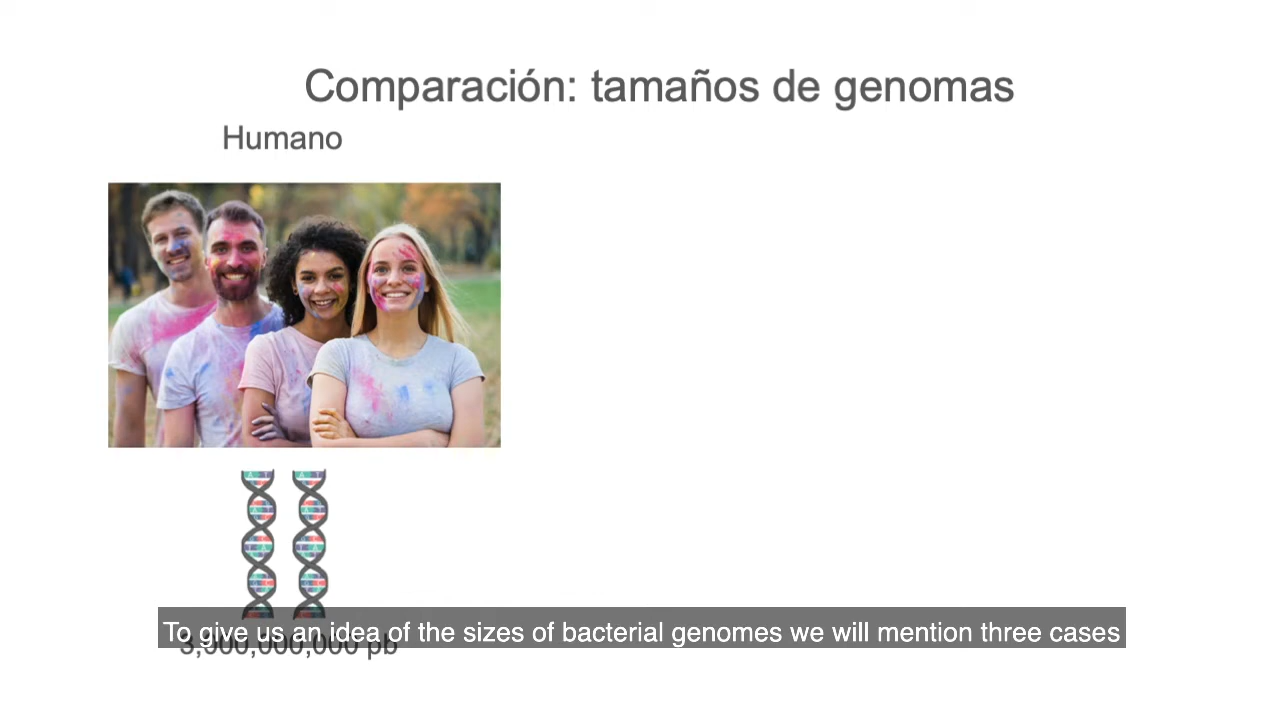 Comparación: tamaños de genomas
Humano
To give us an idea of the sizes of bacterial genomes we will mention three cases
pb